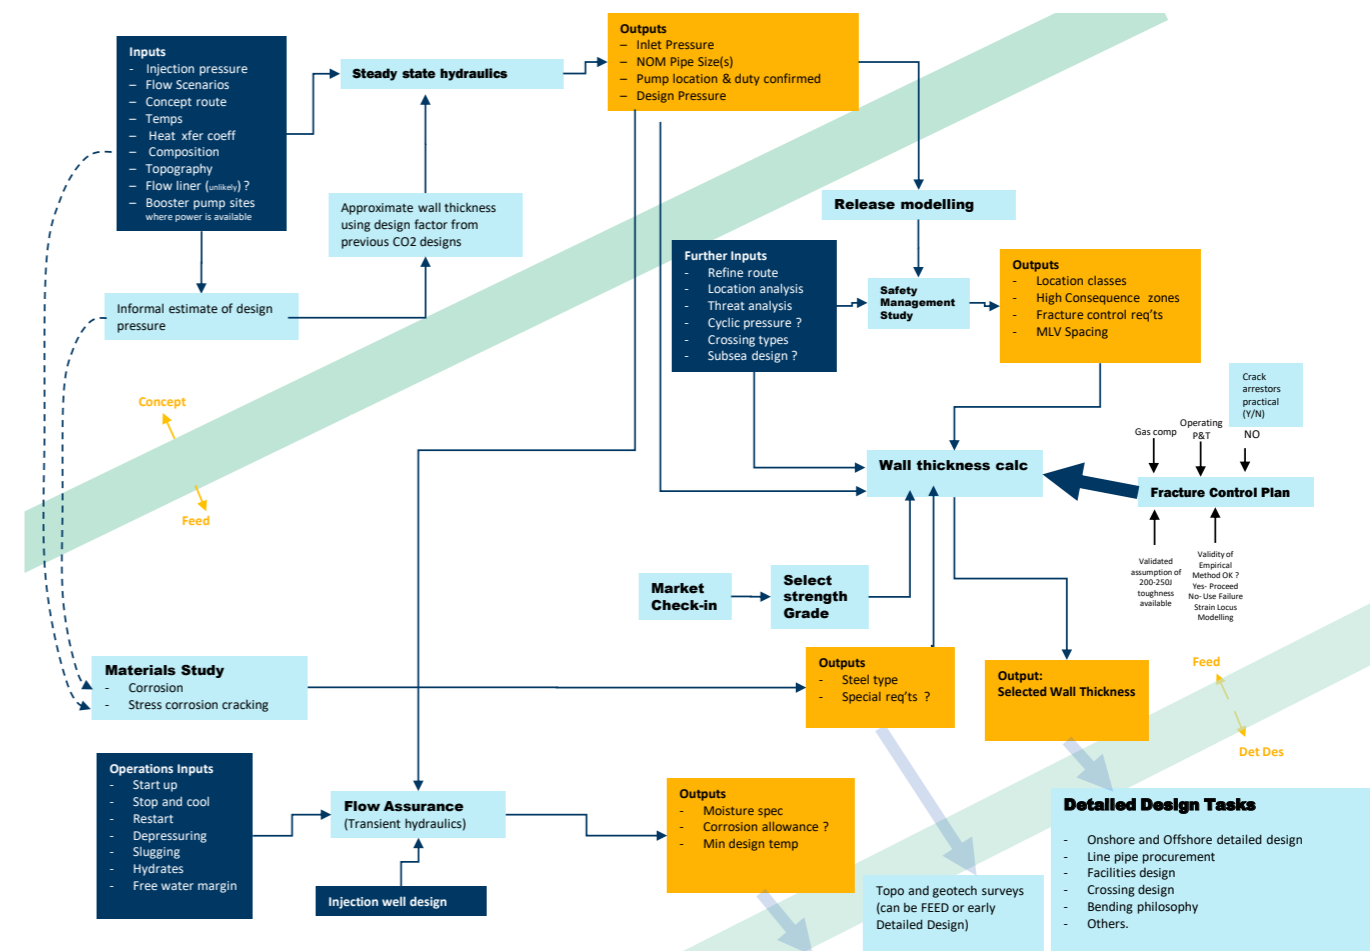 Inputs
- Injection pressure
- Flow Scenarios
– Concept route
– Temps
– Heat xfer coeff
– Composition
– Topography
– Flow liner (unlikely) ?
– Booster pump sites
where power is available
Steady state hydraulics
Outputs
– Inlet Pressure
– NOM Pipe Size(s)
– Pump location & duty confirmed
– Design Pressure
Approximate wall thickness
using design factor from
previous CO2 designs
Informal estimate of design
pressure
Release modelling
Further Inputs
- Refine route
- Location analysis
- Threat analysis
- Cyclic pressure ?
- Crossing types
- Subsea design ?
Safety
Management
Study
Outputs
- Location classes
- High Consequence zones
- Fracture control req'ts
- MLV Spacing
Crack
arrestors
practical
(Y/N)
Concept
Feed
Gas comp
Operating
P&T
NO
Wall thickness calc
Fracture Control Plan
Validated
assumption of
200-250J
toughness
available
Validity of
Empirical
Method OK ?
Yes- Proceed
No- Use Failure
Strain Locus
Modelling
Market
Check-in
Select
strength
Grade
Materials Study
- Corrosion
- Stress corrosion cracking
Outputs
- Steel type
- Special req'ts ?
Output:
Selected Wall Thickness
Feed
Det Des
Operations Inputs
- Start up
- Stop and cool
- Restart
- Depressuring
- Slugging
- Hydrates
- Free water margin
Flow Assurance
(Transient hydraulics)
Injection well design
Outputs
- Moisture spec
- Corrosion allowance ?
- Min design temp
Topo and geotech surveys
(can be FEED or early
Detailed Design)
Detailed Design Tasks
- Onshore and Offshore detailed design
- Line pipe procurement
- Facilities design
- Crossing design
- Bending philosophy
- Others.